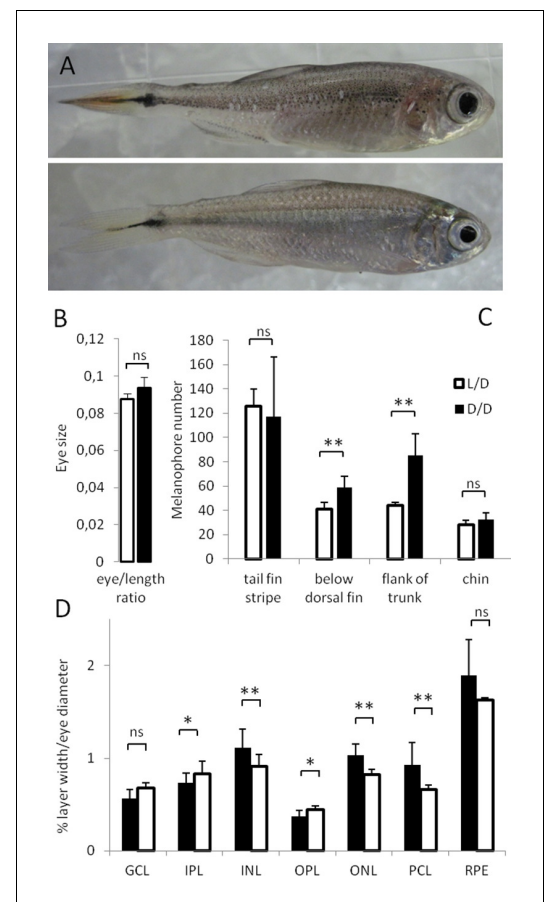 A
B
C
0,12
0,1
0,08
0,06
0,04
0,02
0
Eye size
ns
eye/length
ratio
180
160
140
120
100
80
60
40
20
0
Melanophore number
ns
**
**
ns
L/D
D/D
tail fin
stripe
below
dorsal fin
flank of
trunk
chin
D
2
1
0
% layer width/eye diameter
ns
*
**
*
**
**
ns
GCL IPL INL OPL ONL PCL RPE